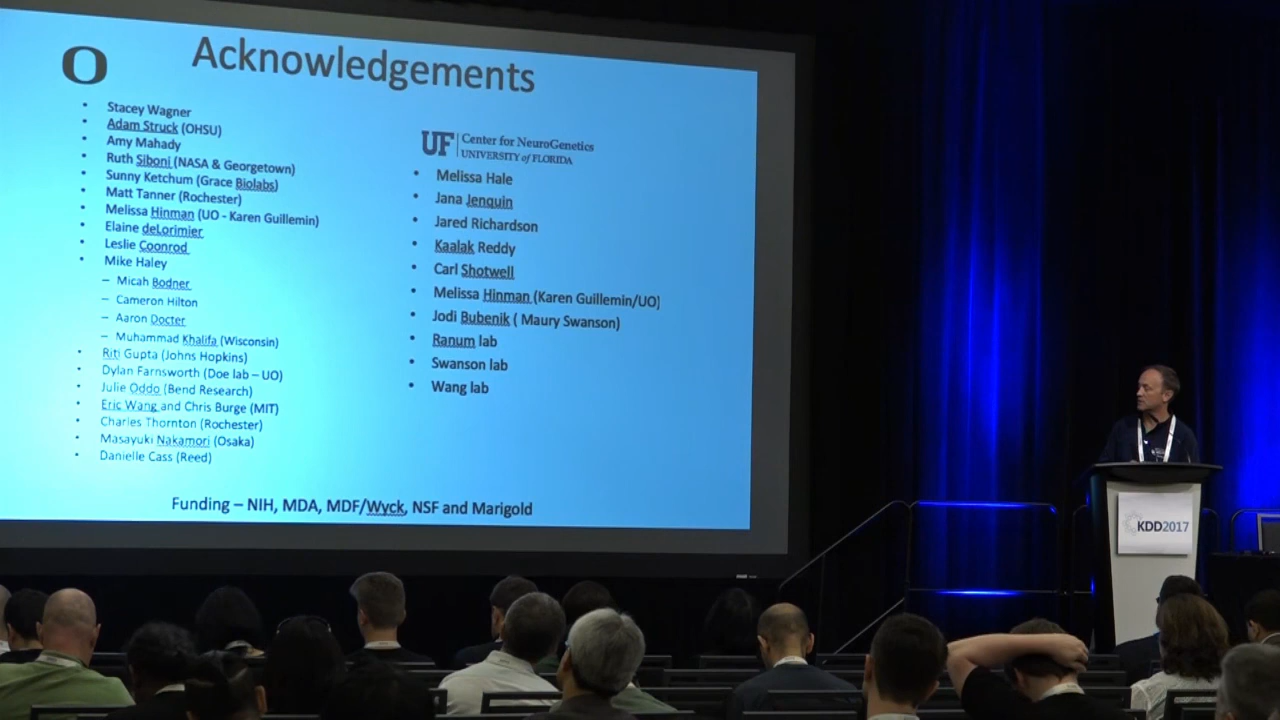 Acknowledgements
O
Stacey Wagner
Adam Struck (OHSU)
Amy Mahady
Ruth Siboni (NASA & Georgetown)
Sunny Ketchum (Grace Biolabs)
Matt Tanner (Rochester)
Melissa Hinman (UO - Karen Guillemin)
Elaine deLorimier
Leslie Coonrod
Mike Haley
– Micah Bodner
– Cameron Hilton
– Aaron Docter
– Muhammad Khalifa (Wisconsin)
Riti Gupta (Johns Hopkins)
Dylan Farnsworth (Doe lab – UO)
Julie Oddo (Bend Research)
Eric Wang and Chris Burge (MIT)
Charles Thornton (Rochester)
Masayuki Nakamori (Osaka)
Danielle Cass (Reed)
UF Center for NeuroGenetics
UNIVERSITY of FLORIDA
Melissa Hale
Jana Jenquin
Jared Richardson
Kaalak Reddy
Carl Shotwell
Melissa Hinman (Karen Guillemin/UO)
Jodi Bubenik ( Maury Swanson)
Ranum lab
Swanson lab
Wang lab
Funding – NIH, MDA, MDF/Wyck, NSF and Marigold
KDD2017